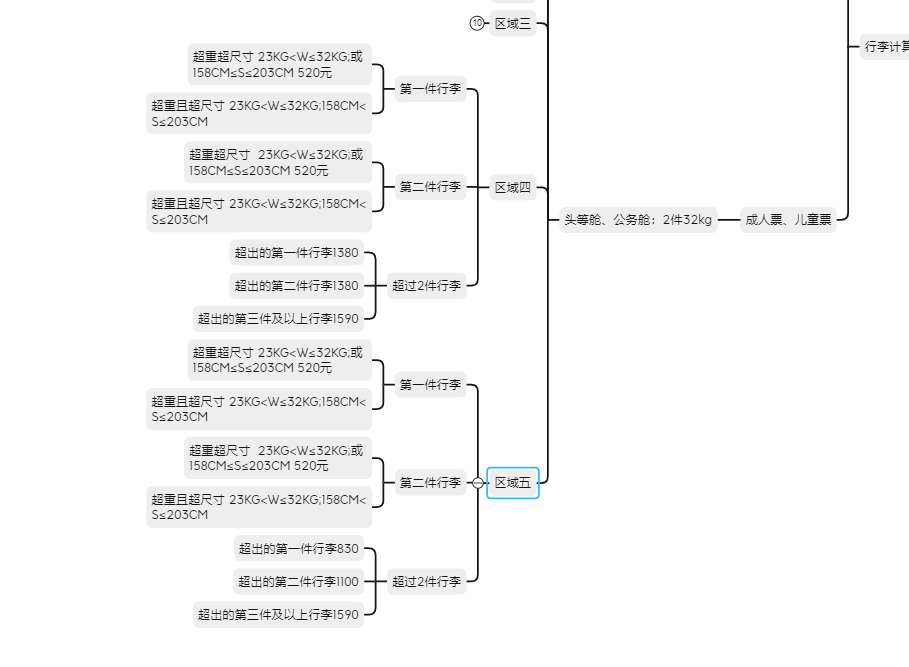 10
区域三
行李计算
超重超尺寸 23KG<W≤32KG;或
158CM≤S≤203CM 520元
第一件行李
超重且超尺寸 23KG<W≤32KG;158CM<
S≤203CM
超重超尺寸  23KG<W≤32KG;或
158CM≤S≤203CM 520元
第二件行李
区域四
超重且超尺寸 23KG<W≤32KG;158CM<
S≤203CM
头等舱、公务舱：2件32kg
成人票、儿童票
超出的第一件行李1380
超出的第二件行李1380
超过2件行李
超出的第三件及以上行李1590
超重超尺寸 23KG<W≤32KG;或
158CM≤S≤203CM 520元
第一件行李
超重且超尺寸 23KG<W≤32KG;158CM<
S≤203CM
超重超尺寸  23KG<W≤32KG;或
158CM≤S≤203CM 520元
第二件行李
区域五
超重且超尺寸 23KG<W≤32KG;158CM<
S≤203CM
超出的第一件行李830
超出的第二件行李1100
超过2件行李
超出的第三件及以上行李1590